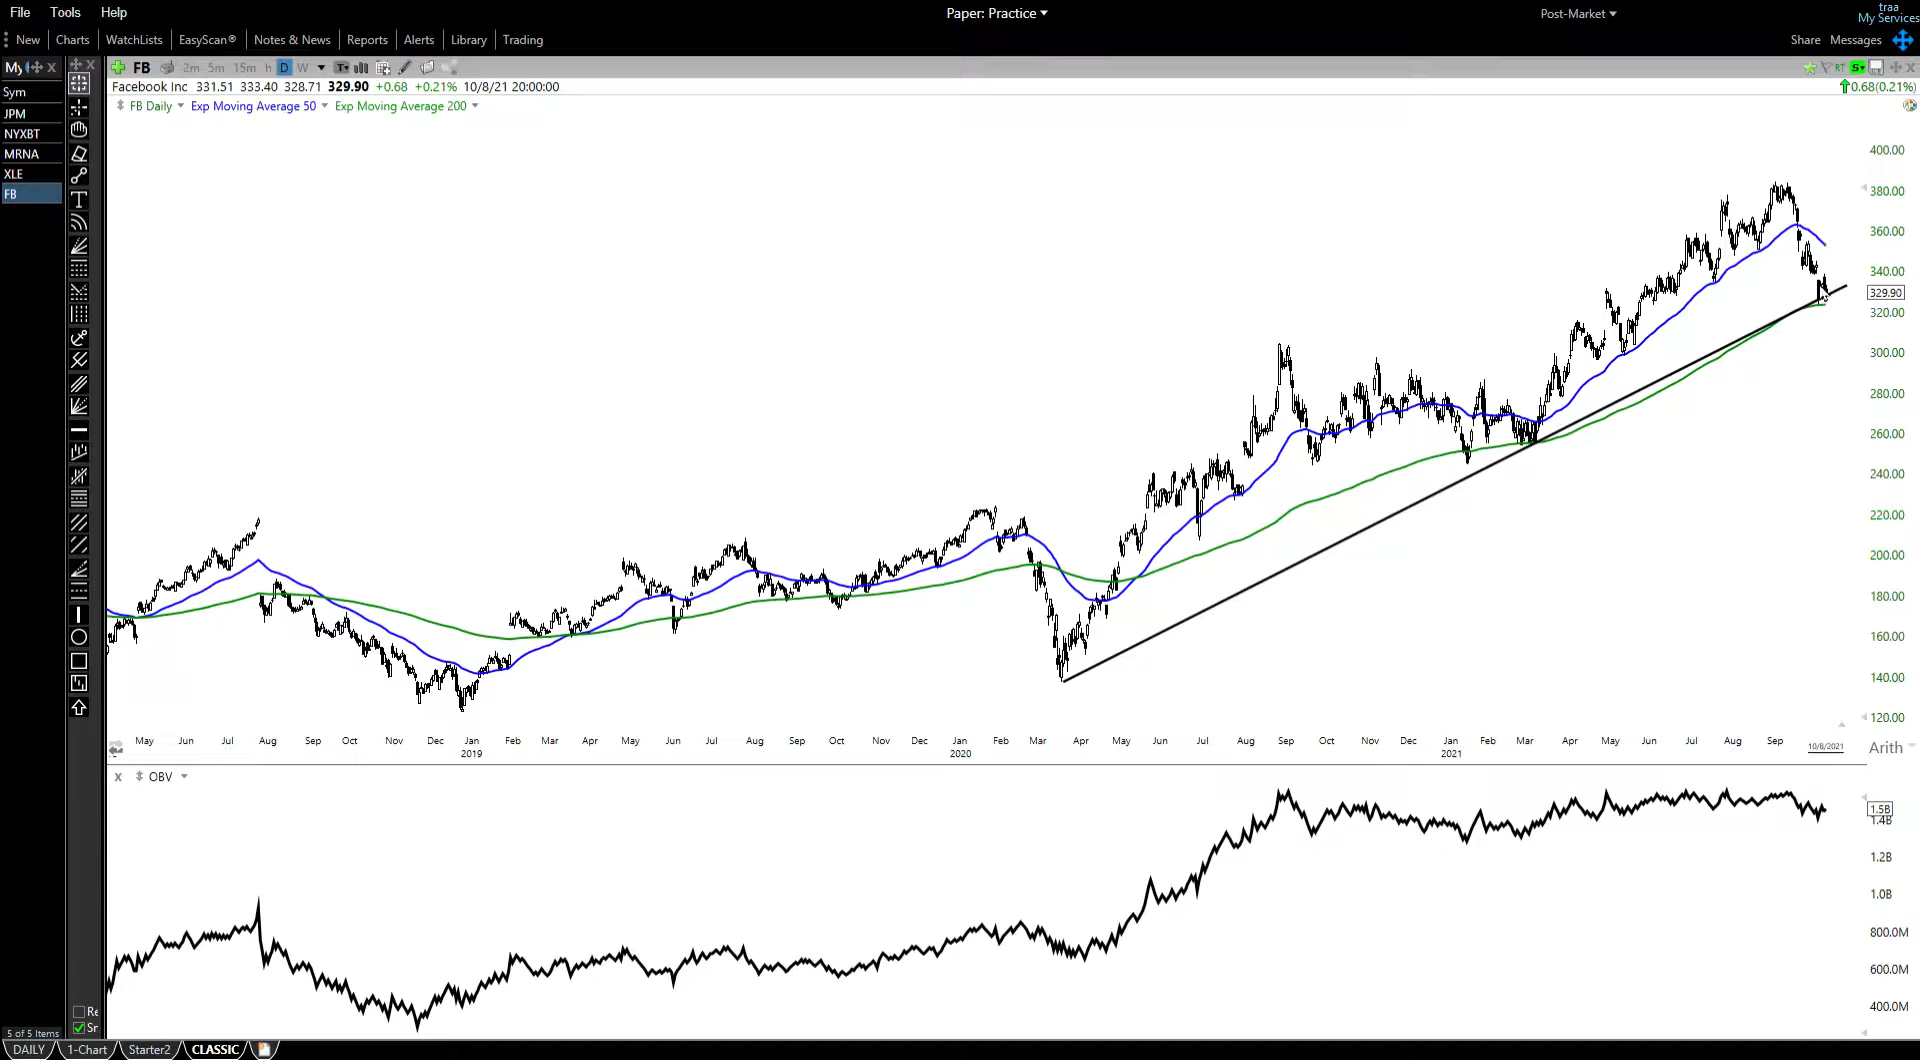 File Tools Help
Paper: Practice
Post-Market
traa
My Services
New Charts WatchLists EasyScan® Notes & News Reports Alerts Library Trading
Share Messages
My
FB 2m 5m 15m h D W
RT S
Facebook Inc 331.51 333.40 328.71 329.90 +0.68 +0.21% 10/8/21 20:00:00
0.68(0.21%)
FB Daily Exp Moving Average 50 Exp Moving Average 200
Sym
JPM
NYXBT
MRNA
XLE
FB
400.00
380.00
360.00
340.00
329.90
320.00
300.00
280.00
260.00
240.00
220.00
200.00
180.00
160.00
140.00
120.00
May Jun Jul Aug Sep Oct Nov Dec Jan Feb Mar Apr May Jun Jul Aug Sep Oct Nov Dec Jan Feb Mar Apr May Jun Jul Aug Sep Oct Nov Dec Jan Feb Mar Apr May Jun Jul Aug Sep 10/8/2021
2019 2020 2021
Arith
X OBV
1.5B
1.4B
1.2B
1.0B
800.0M
600.0M
400.0M
Re
Sr
5 of 5 Items
DAILY 1-Chart Starter2 CLASSIC